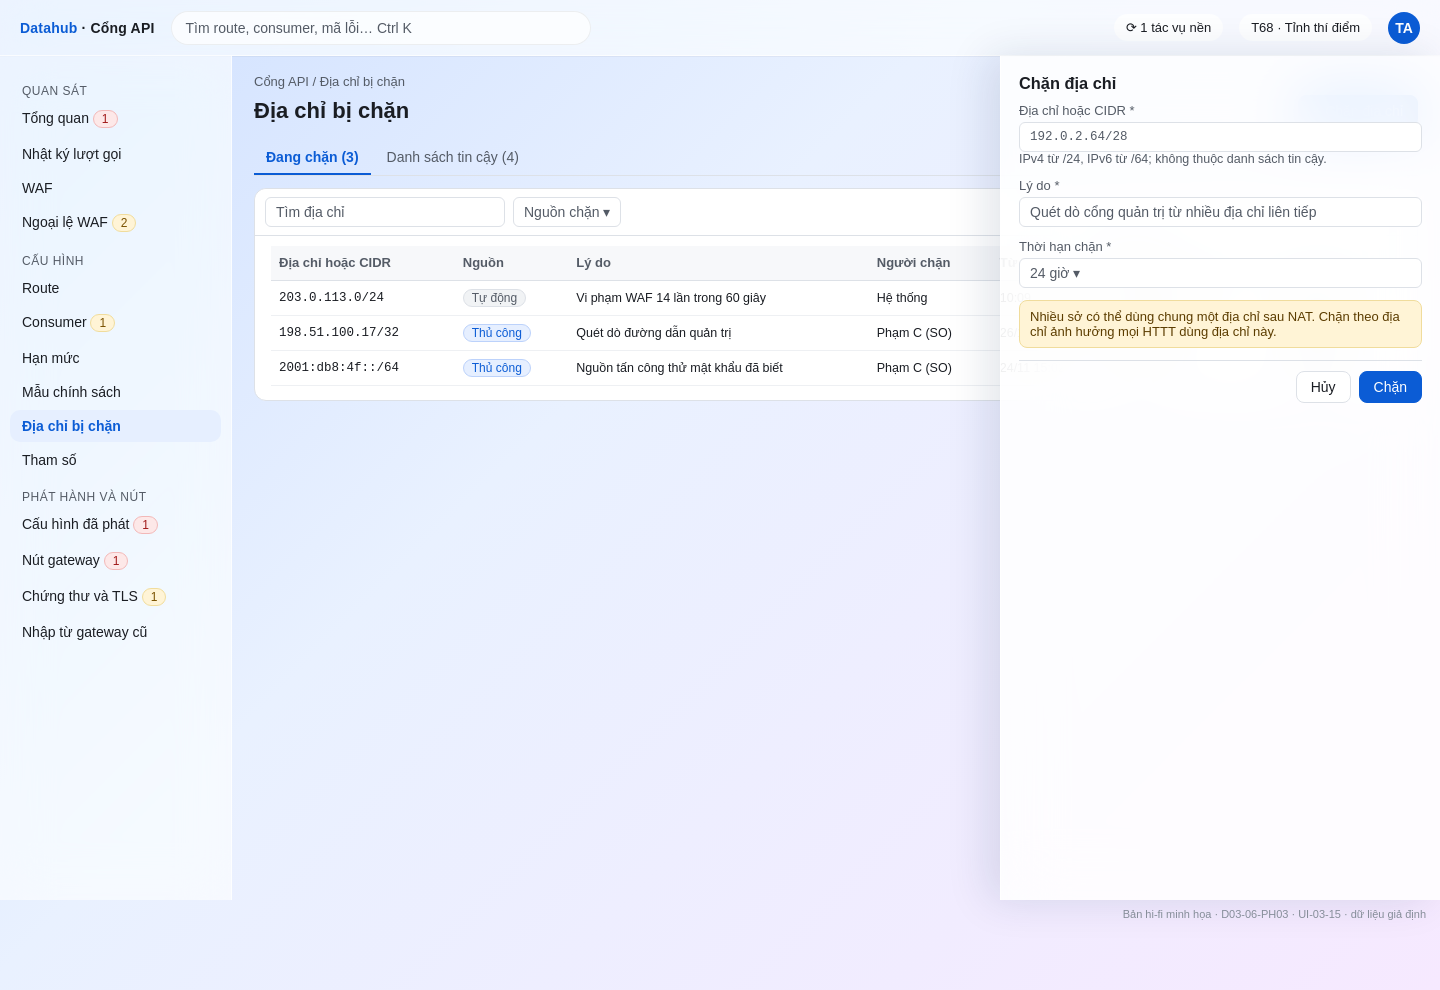 Datahub · Cổng API
Tìm route, consumer, mã lỗi… Ctrl K
⟳ 1 tác vụ nền
T68 · Tỉnh thí điểm
TA
QUAN SÁT
Tổng quan 1
Nhật ký lượt gọi
WAF
Ngoại lệ WAF 2
CẤU HÌNH
Route
Consumer 1
Hạn mức
Mẫu chính sách
Địa chỉ bị chặn
Tham số
PHÁT HÀNH VÀ NÚT
Cấu hình đã phát 1
Nút gateway 1
Chứng thư và TLS 1
Nhập từ gateway cũ
Cổng API / Địa chỉ bị chặn
Địa chỉ bị chặn
Đang chặn (3)
Danh sách tin cậy (4)
Tìm địa chỉ
Nguồn chặn ▾
Địa chỉ hoặc CIDR Nguồn Lý do Người chặn
203.0.113.0/24 Tự động Vi phạm WAF 14 lần trong 60 giây Hệ thống
198.51.100.17/32 Thủ công Quét dò đường dẫn quản trị Phạm C (SO)
2001:db8:4f::/64 Thủ công Nguồn tấn công thử mật khẩu đã biết Phạm C (SO)
Chặn địa chỉ
Địa chỉ hoặc CIDR *
192.0.2.64/28
IPv4 từ /24, IPv6 từ /64; không thuộc danh sách tin cậy.
Lý do *
Quét dò cổng quản trị từ nhiều địa chỉ liên tiếp
Thời hạn chặn *
24 giờ ▾
Nhiều sở có thể dùng chung một địa chỉ sau NAT. Chặn theo địa
chỉ ảnh hưởng mọi HTTT dùng địa chỉ này.
Hủy
Chặn
Bản hi-fi minh họa · D03-06-PH03 · UI-03-15 · dữ liệu giả định